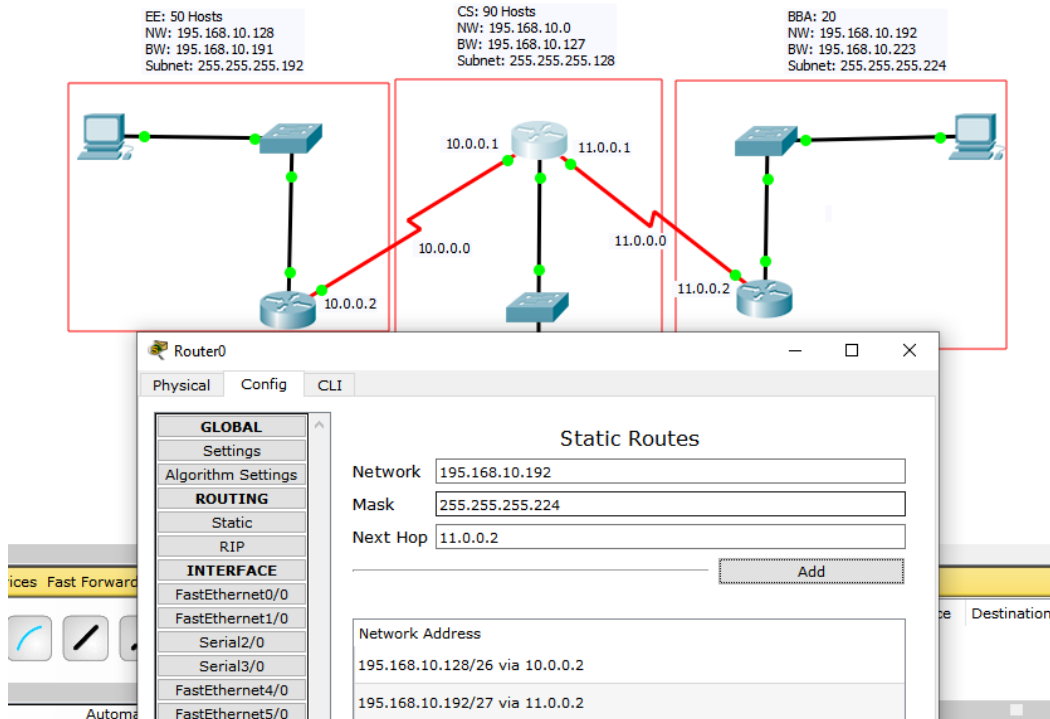 EE: 50 Hosts
NW: 195.168.10.128
BW: 195.168.10.191
Subnet: 255.255.255.192
CS: 90 Hosts
NW: 195.168.10.0
BW: 195.168.10.127
Subnet: 255.255.255.128
BBA: 20
NW: 195.168.10.192
BW: 195.168.10.223
Subnet: 255.255.255.224
10.0.0.1
11.0.0.1
10.0.0.0
11.0.0.0
10.0.0.2
11.0.0.2
Router0
Physical
Config
CLI
GLOBAL
Settings
Algorithm Settings
ROUTING
Static
RIP
INTERFACE
FastEthernet0/0
FastEthernet1/0
Serial2/0
Serial3/0
FastEthernet4/0
FastEthernet5/0
Static Routes
Network 195.168.10.192
Mask 255.255.255.224
Next Hop 11.0.0.2
Add
Network Address
195.168.10.128/26 via 10.0.0.2
195.168.10.192/27 via 11.0.0.2
Fast Forward
Destination